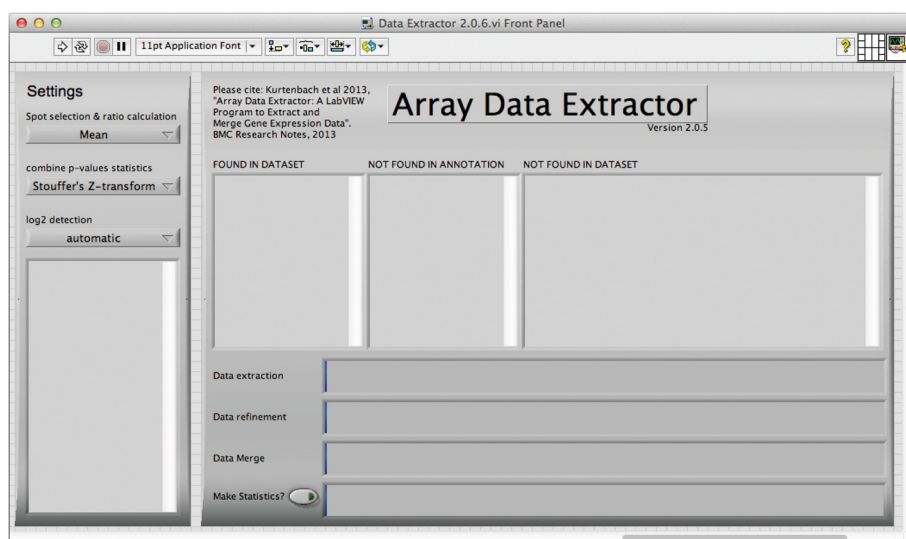 Data Extractor 2.0.6.vi Front Panel
11pt Application Font
Settings
Spot selection & ratio calculation
Mean
combine p-values statistics
Stouffer's Z-transform
log2 detection
automatic
Please cite: Kurtenbach et al 2013,
"Array Data Extractor: A LabVIEW
Program to Extract and
Merge Gene Expression Data".
BMC Research Notes, 2013
Array Data Extractor
Version 2.0.5
FOUND IN DATASET
NOT FOUND IN ANNOTATION
NOT FOUND IN DATASET
Data extraction
Data refinement
Data Merge
Make Statistics?